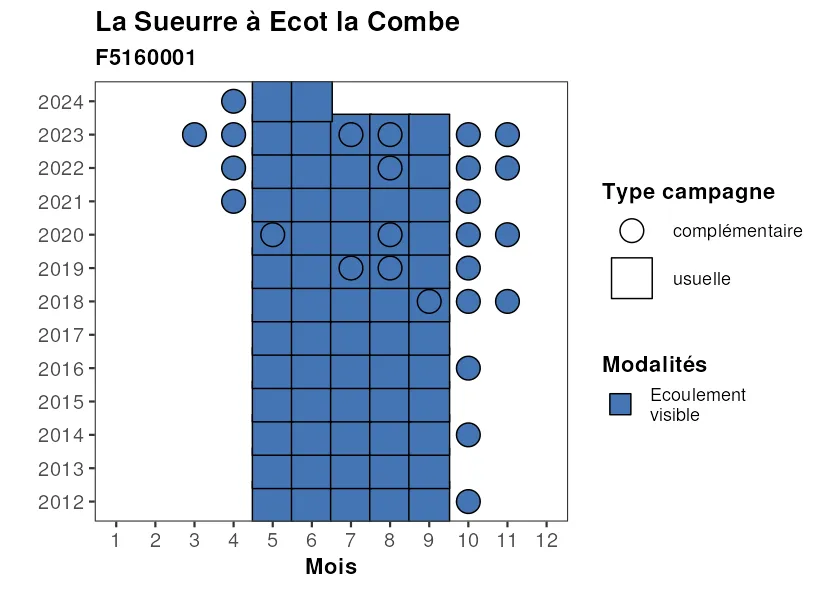 La Sueurre à Ecot la Combe
F5160001
2024
2023
2022
2021
2020
2019
2018
2017
2016
2015
2014
2013
2012
1 2 3 4 5 6 7 8 9 10 11 12
Mois
Type campagne
complémentaire
usuelle
Modalités
Ecoulement
visible